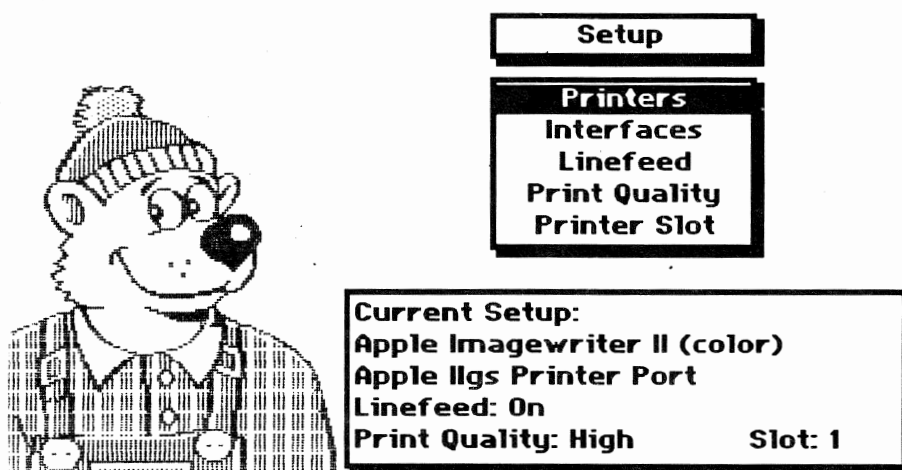 Setup
Printers
Interfaces
Linefeed
Print Quality
Printer Slot
Current Setup:
Apple Imagewriter II (color)
Apple IIgs Printer Port
Linefeed: On
Print Quality: High Slot: 1